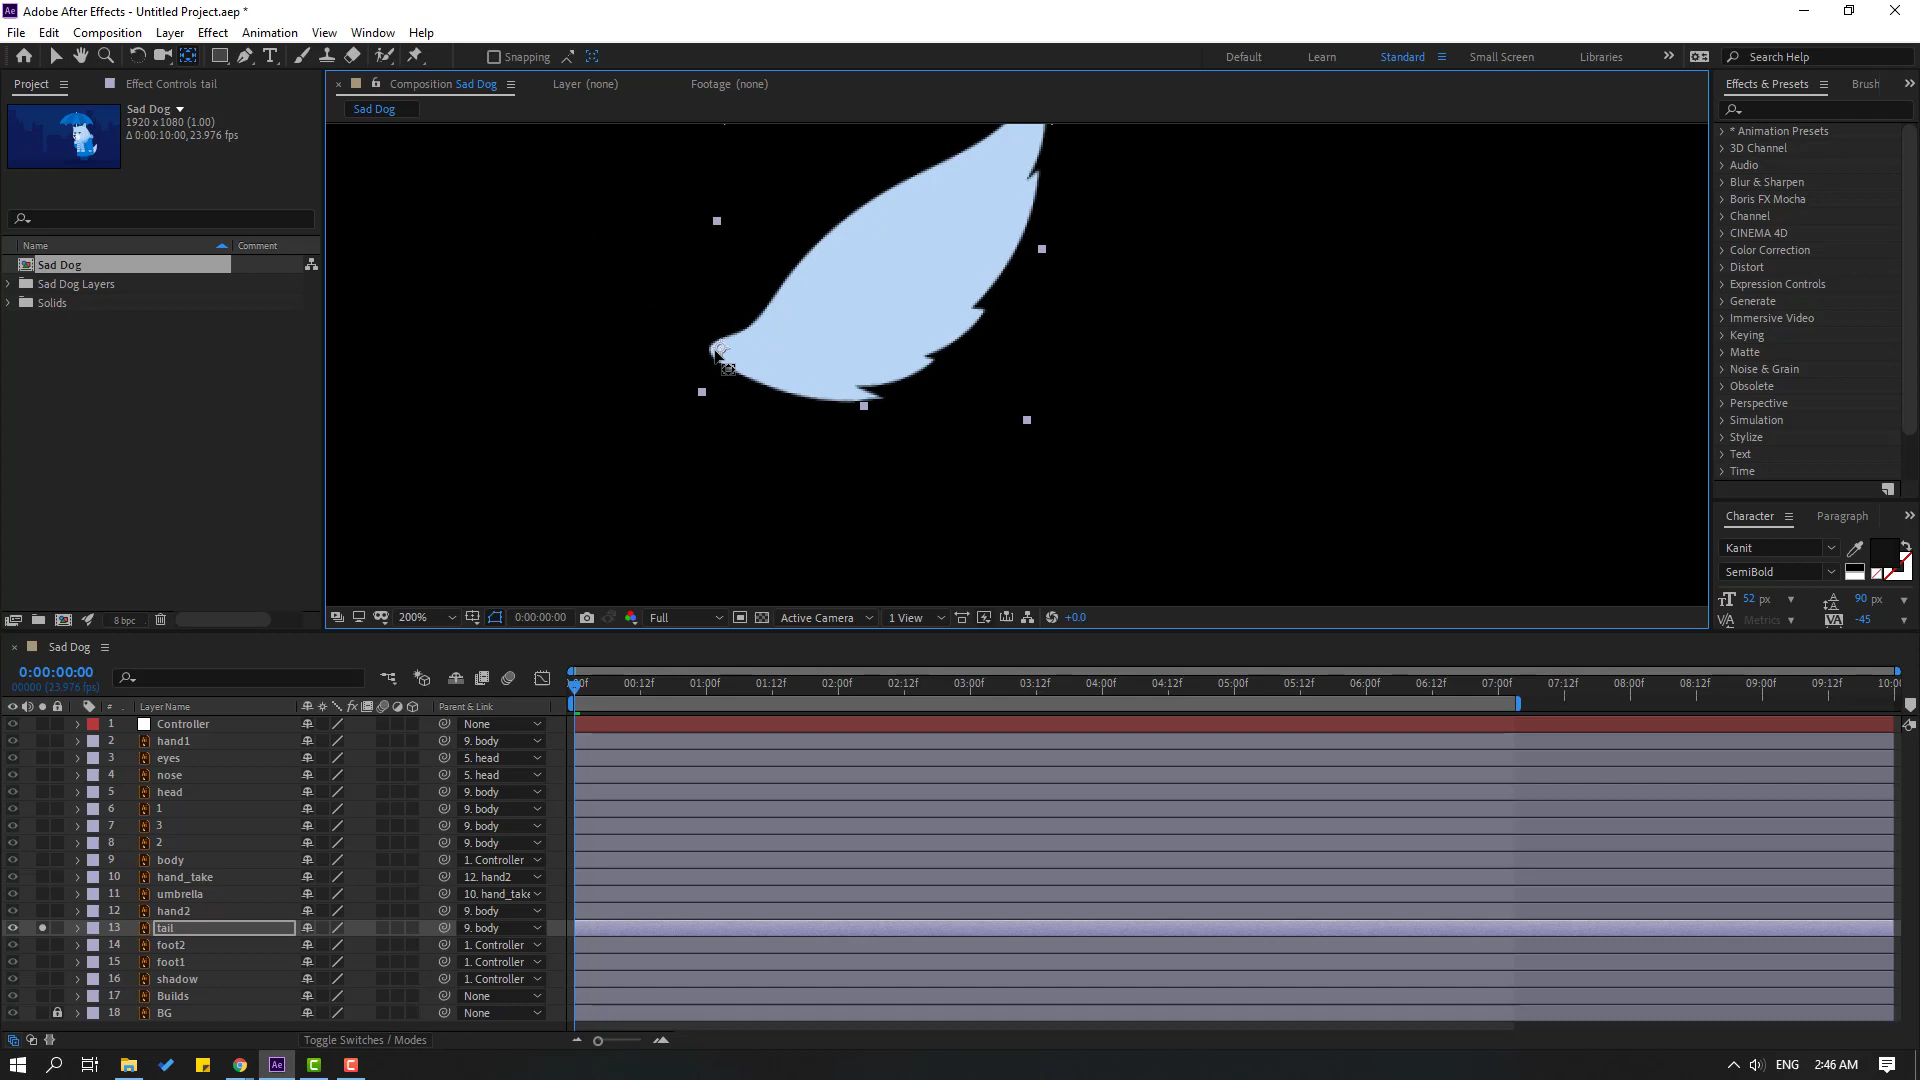 Adobe After Effects - Untitled Project.aep *
File Edit Composition Layer Effect Animation View Window Help
Snapping
Default Learn Standard Small Screen Libraries
Search Help
Project Effect Controls tail
Composition Sad Dog Layer (none) Footage (none)
Effects & Presets Brush
Sad Dog
1920 x 1080 (1.00)
Δ 0:00:10:00, 23.976 fps
Sad Dog
Name Comment
Sad Dog
Sad Dog Layers
Solids
* Animation Presets
3D Channel
Audio
Blur & Sharpen
Boris FX Mocha
Channel
CINEMA 4D
Color Correction
Distort
Expression Controls
Generate
Immersive Video
Keying
Matte
Noise & Grain
Obsolete
Perspective
Simulation
Stylize
Text
Time
Character Paragraph
Kanit
SemiBold
52 px 90 px
Metrics -45
8 bpc
200% 0:00:00:00 Full Active Camera 1 View +0.0
Sad Dog
0:00:00:00
00000 (23.976 fps)
:00f 00:12f 01:00f 01:12f 02:00f 02:12f 03:00f 03:12f 04:00f 04:12f 05:00f 05:12f 06:00f 06:12f 07:00f 07:12f 08:00f 08:12f 09:00f 09:12f 10:00
# Layer Name Parent & Link
1 Controller None
2 hand1 9. body
3 eyes 5. head
4 nose 5. head
5 head 9. body
6 1 9. body
7 3 9. body
8 2 9. body
9 body 1. Controller
10 hand_take 12. hand2
11 umbrella 10. hand_take
12 hand2 9. body
13 tail 9. body
14 foot2 1. Controller
15 foot1 1. Controller
16 shadow 1. Controller
17 Builds None
18 BG None
Toggle Switches / Modes
ENG 2:46 AM